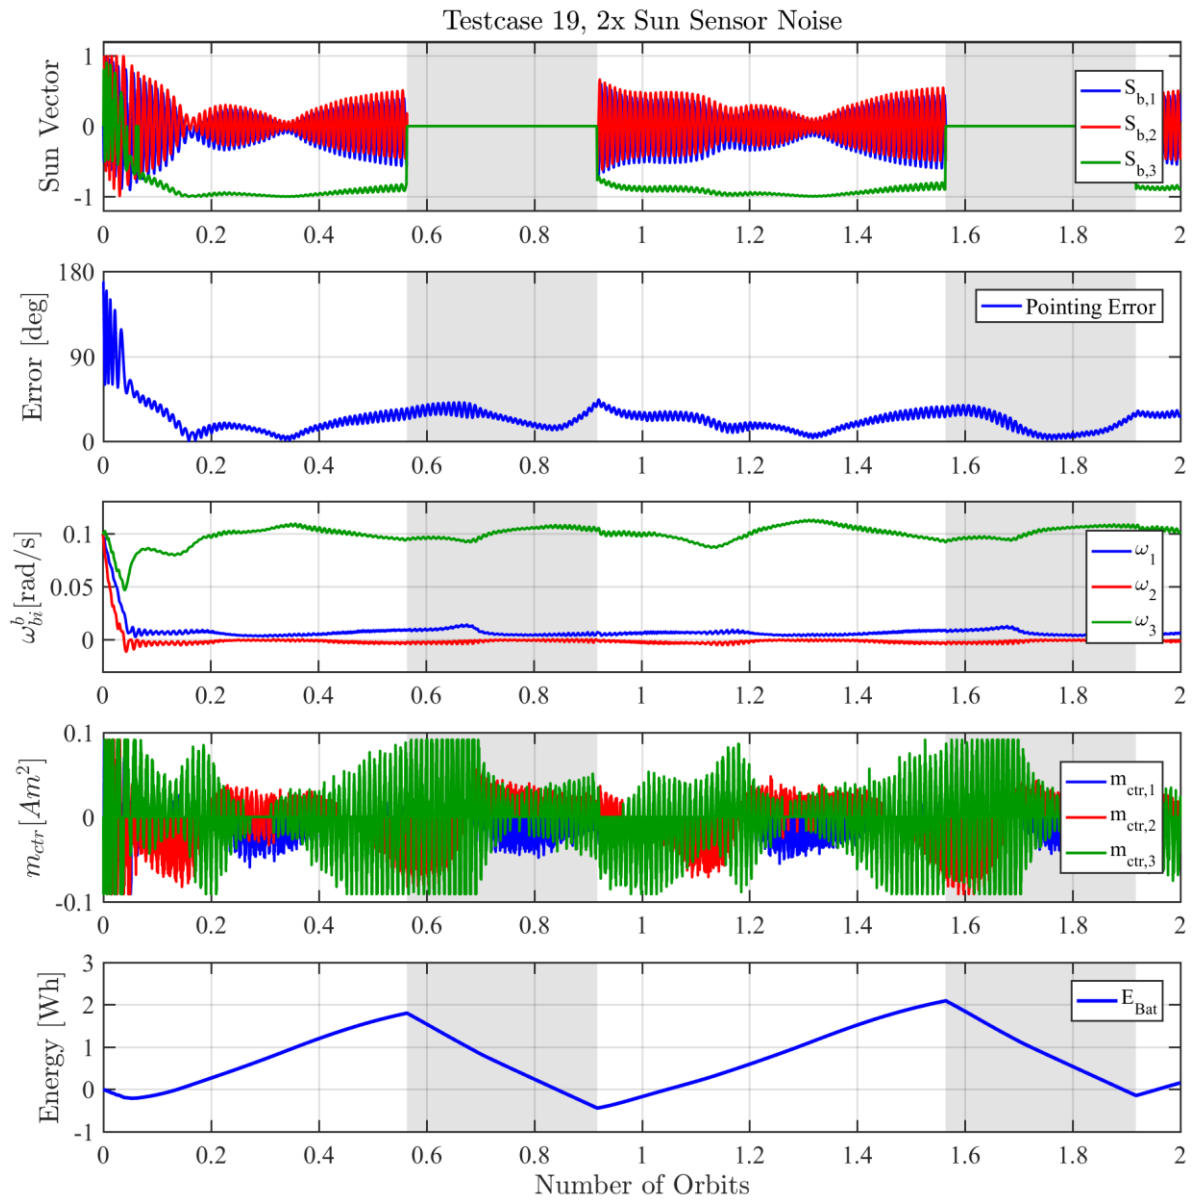 Testcase 19, 2x Sun Sensor Noise
Sun Vector
1
0
-1
S_b,1
S_b,2
S_b,3
0 0.2 0.4 0.6 0.8 1 1.2 1.4 1.6 1.8 2
Error [deg]
180
90
0
Pointing Error
0 0.2 0.4 0.6 0.8 1 1.2 1.4 1.6 1.8 2
ω^b_bi[rad/s]
0.1
0.05
0
ω_1
ω_2
ω_3
0 0.2 0.4 0.6 0.8 1 1.2 1.4 1.6 1.8 2
m_ctr[Am^2]
0.1
0
-0.1
m_ctr,1
m_ctr,2
m_ctr,3
0 0.2 0.4 0.6 0.8 1 1.2 1.4 1.6 1.8 2
Energy [Wh]
3
2
1
0
-1
E_Bat
0 0.2 0.4 0.6 0.8 1 1.2 1.4 1.6 1.8 2
Number of Orbits